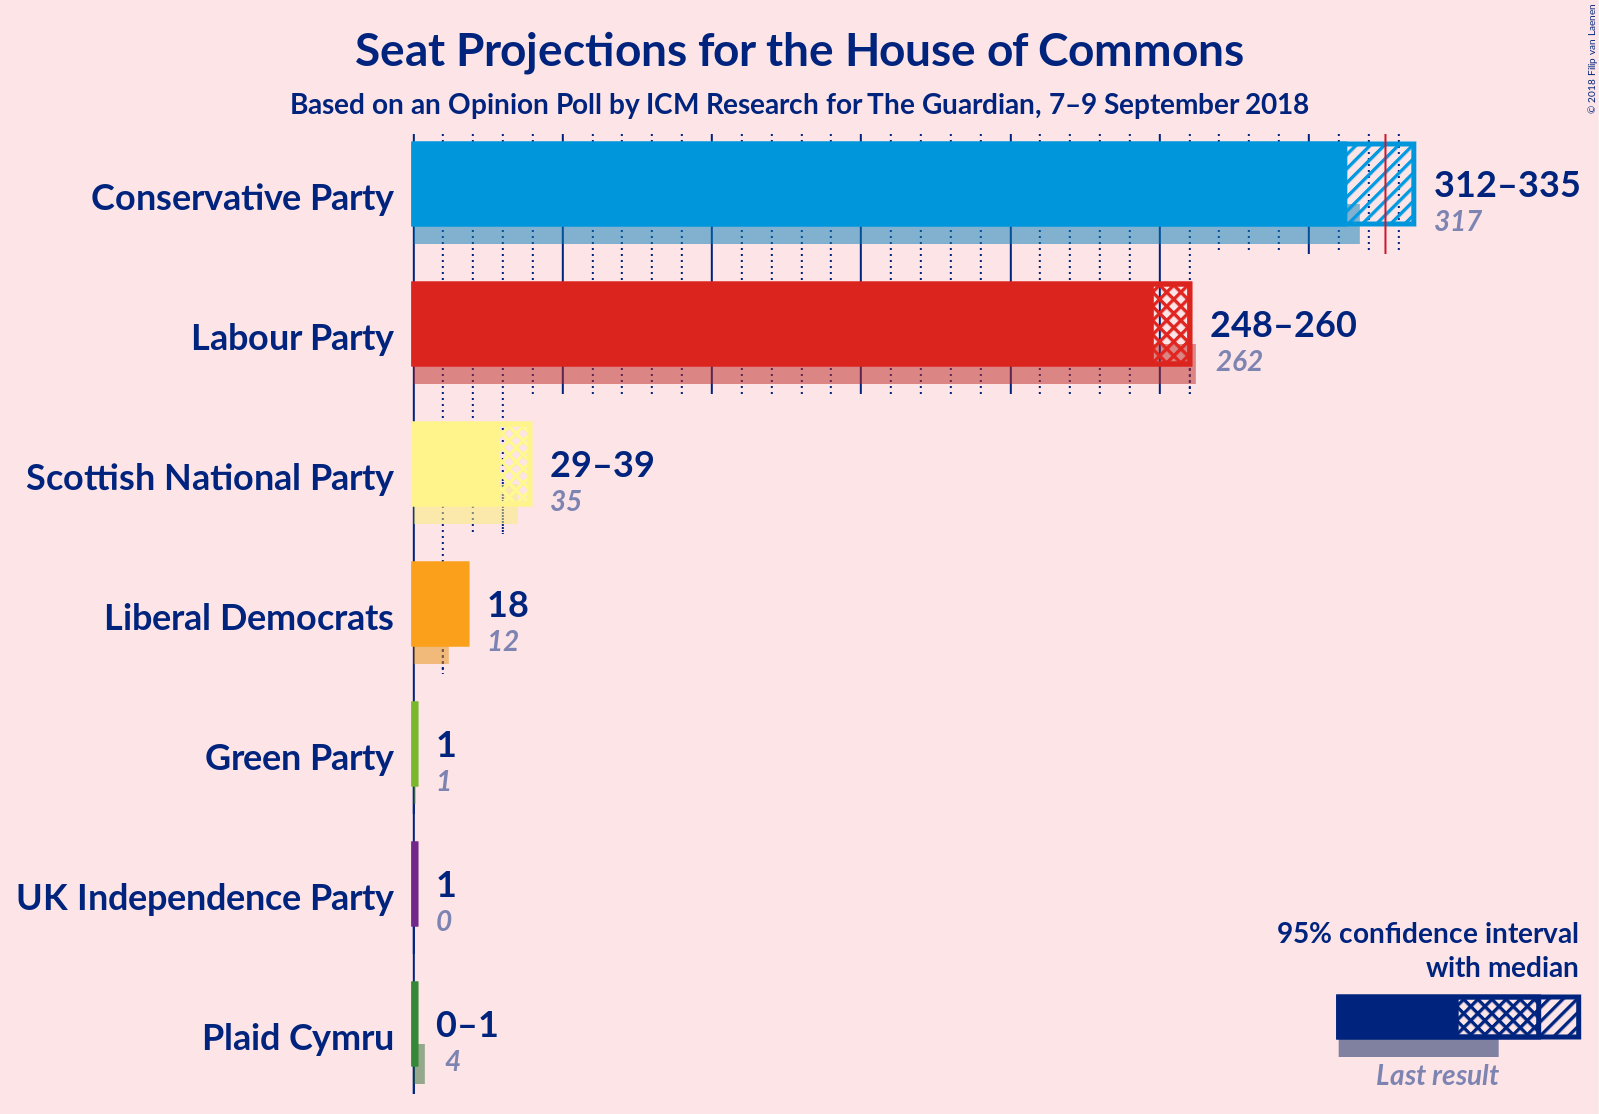 Seat Projections for the House of Commons
Based on an Opinion Poll by ICM Research for The Guardian, 7–9 September 2018
© 2018 Filip van Laenen
Conservative Party
312–335
317
Labour Party
248–260
262
Scottish National Party
29–39
35
Liberal Democrats
18
12
Green Party
1
1
UK Independence Party
1
0
Plaid Cymru
0–1
4
95% confidence interval
with median
Last result